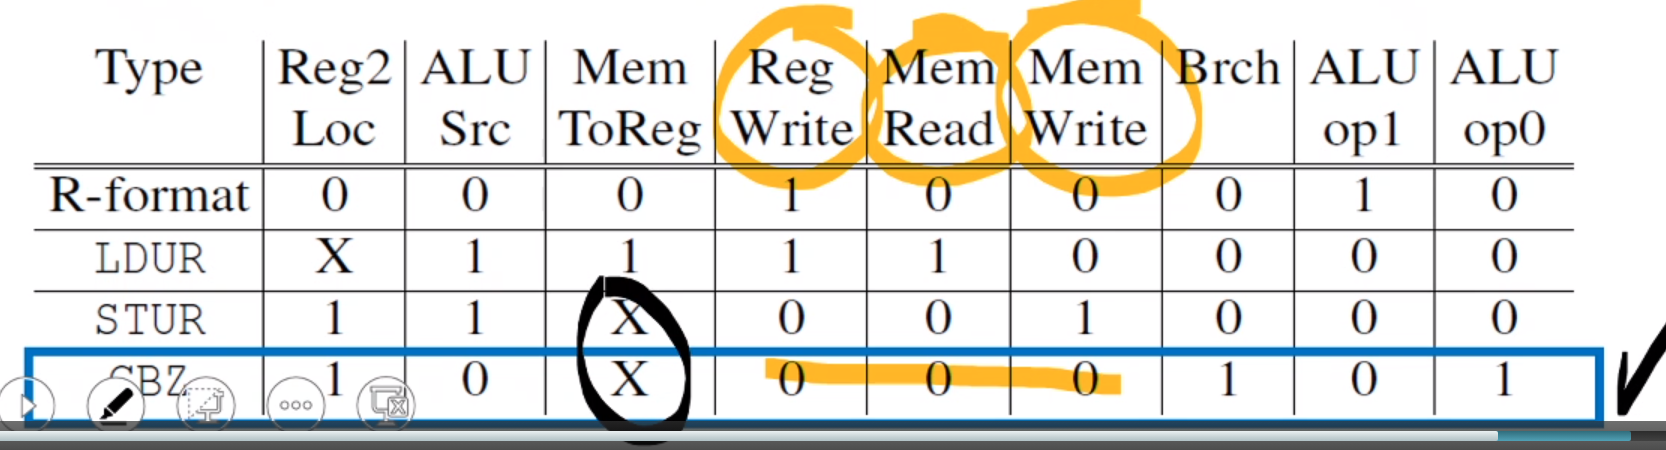 Type Reg2 Loc ALU Src Mem ToReg Reg Write Mem Read Mem Write Brch ALU op1 ALU op0
R-format 0 0 0 1 0 0 0 1 0
LDUR X 1 1 1 1 0 0 0 0
STUR 1 1 X 0 0 1 0 0 0
CBZ 1 0 X 0 0 0 1 0 1